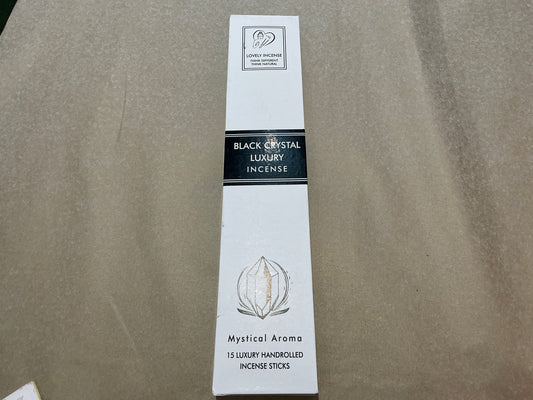 LOVELY INCENSE
THINK DIFFERENT
THINK NATURAL
BLACK CRYSTAL
LUXURY
INCENSE
Mystical Aroma
15 LUXURY HANDROLLED
INCENSE STICKS